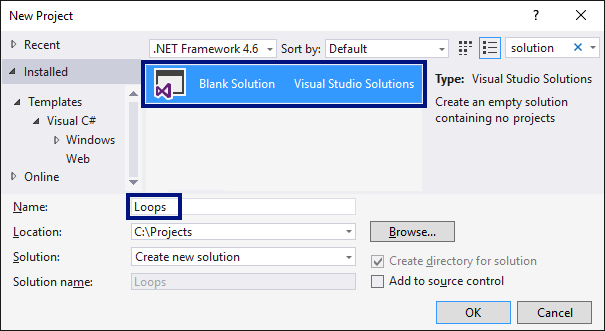 New Project
Recent
.NET Framework 4.6 Sort by: Default solution
Installed
Blank Solution Visual Studio Solutions
Type: Visual Studio Solutions
Create an empty solution
containing no projects
Templates
Visual C#
Windows
Web
Online
Name: Loops
Location: C:\Projects Browse...
Solution: Create new solution Create directory for solution
Solution name: Loops Add to source control
OK Cancel